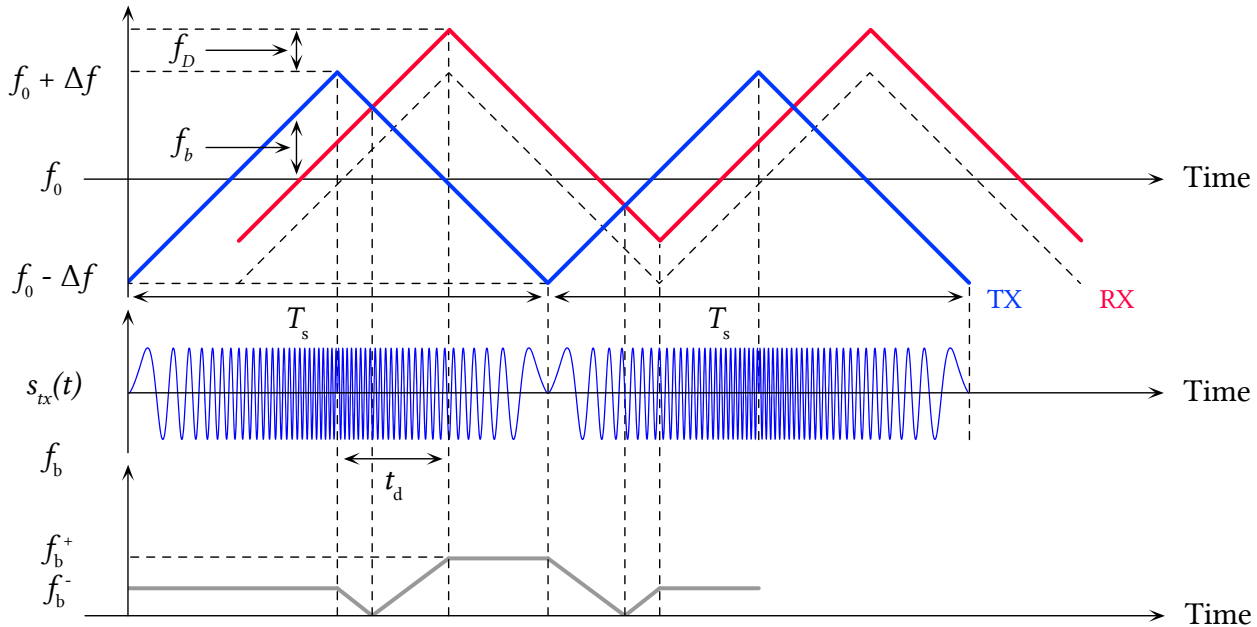 f_D
f_0 + Δf
f_b
f_0
Time
f_0 - Δf
TX
RX
T_s
T_s
s_tx(t)
Time
f_b
t_d
f_b^+
f_b^-
Time